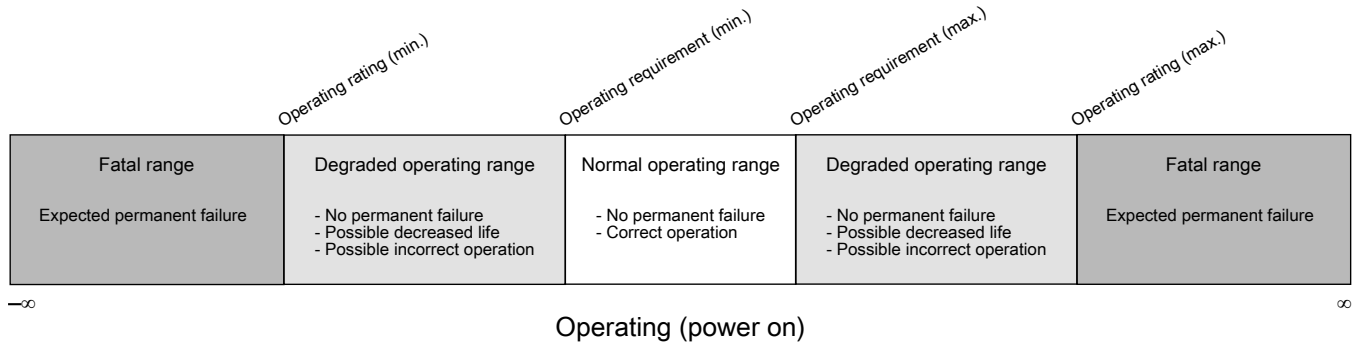 Operating rating (min.)
Operating requirement (min.)
Operating requirement (max.)
Operating rating (max.)
Fatal range
Expected permanent failure
Degraded operating range
- No permanent failure
- Possible decreased life
- Possible incorrect operation
Normal operating range
- No permanent failure
- Correct operation
Degraded operating range
- No permanent failure
- Possible decreased life
- Possible incorrect operation
Fatal range
Expected permanent failure
–∞
∞
Operating (power on)